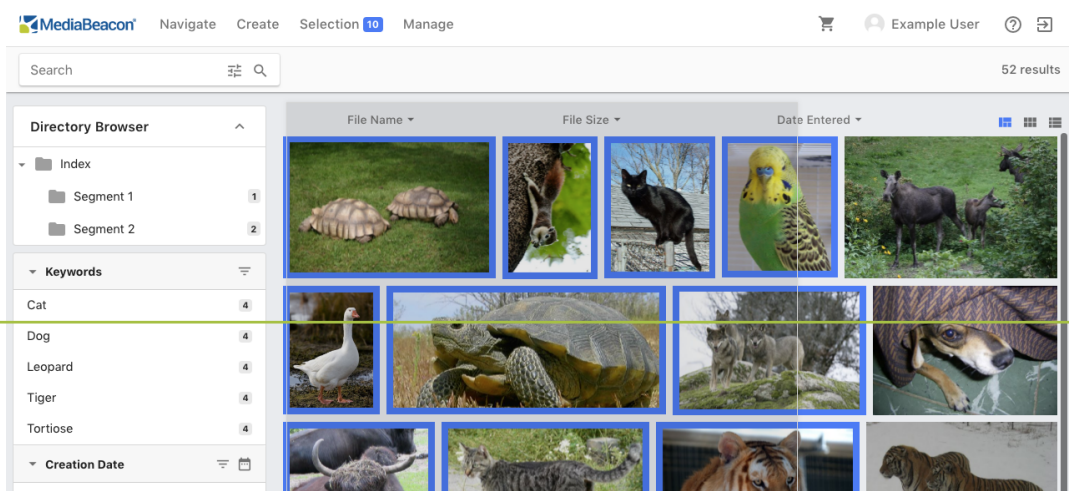 MediaBeacon® Navigate Create Selection 10 Manage Example User
Search 52 results
Directory Browser File Name File Size Date Entered
Index
Segment 1 1
Segment 2 2
Keywords
Cat 4
Dog 4
Leopard 4
Tiger 4
Tortiose 4
Creation Date